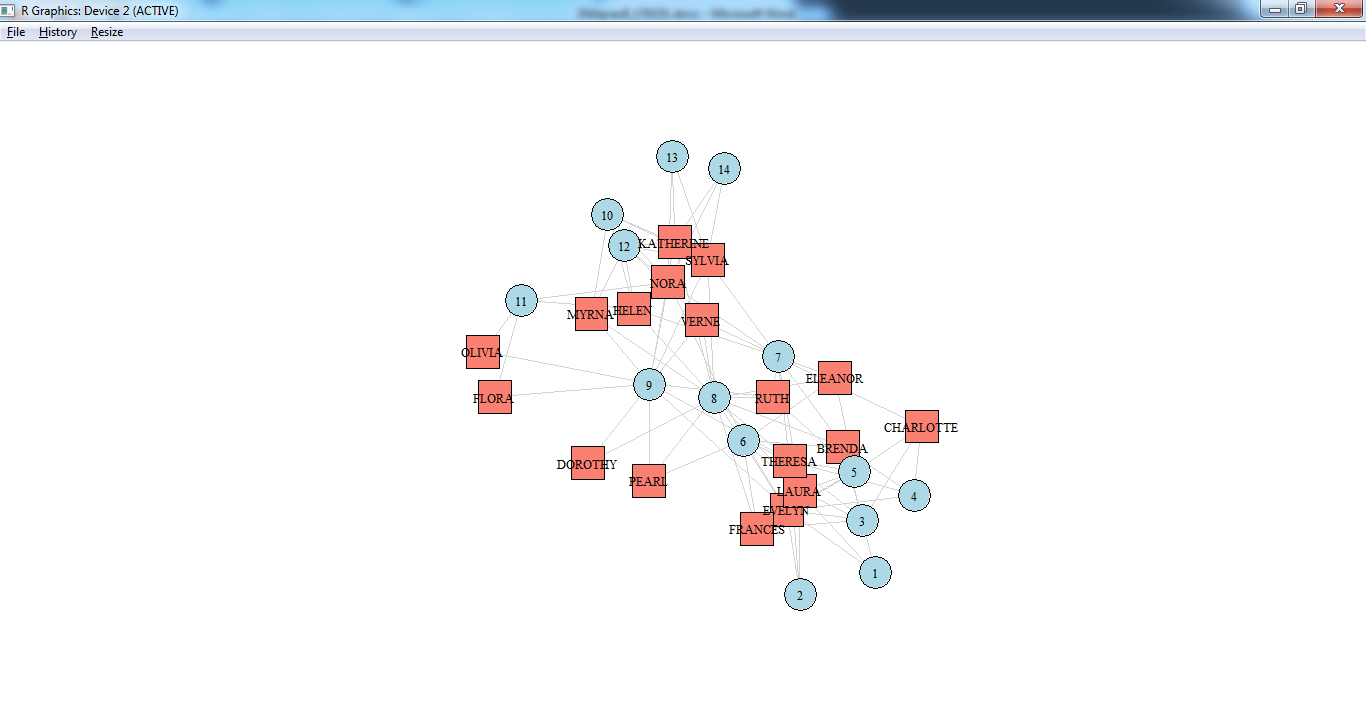 R Graphics: Device 2 (ACTIVE)
File History Resize
13
14
10
12
KATHERINE
SYLVIA
NORA
11
MYRNA
HELEN
VERNE
OLIVIA
7
ELEANOR
9
8
RUTH
FLORA
CHARLOTTE
6
BRENDA
DOROTHY
THERESA
5
PEARL
LAURA
4
EVELYN
3
FRANCES
1
2